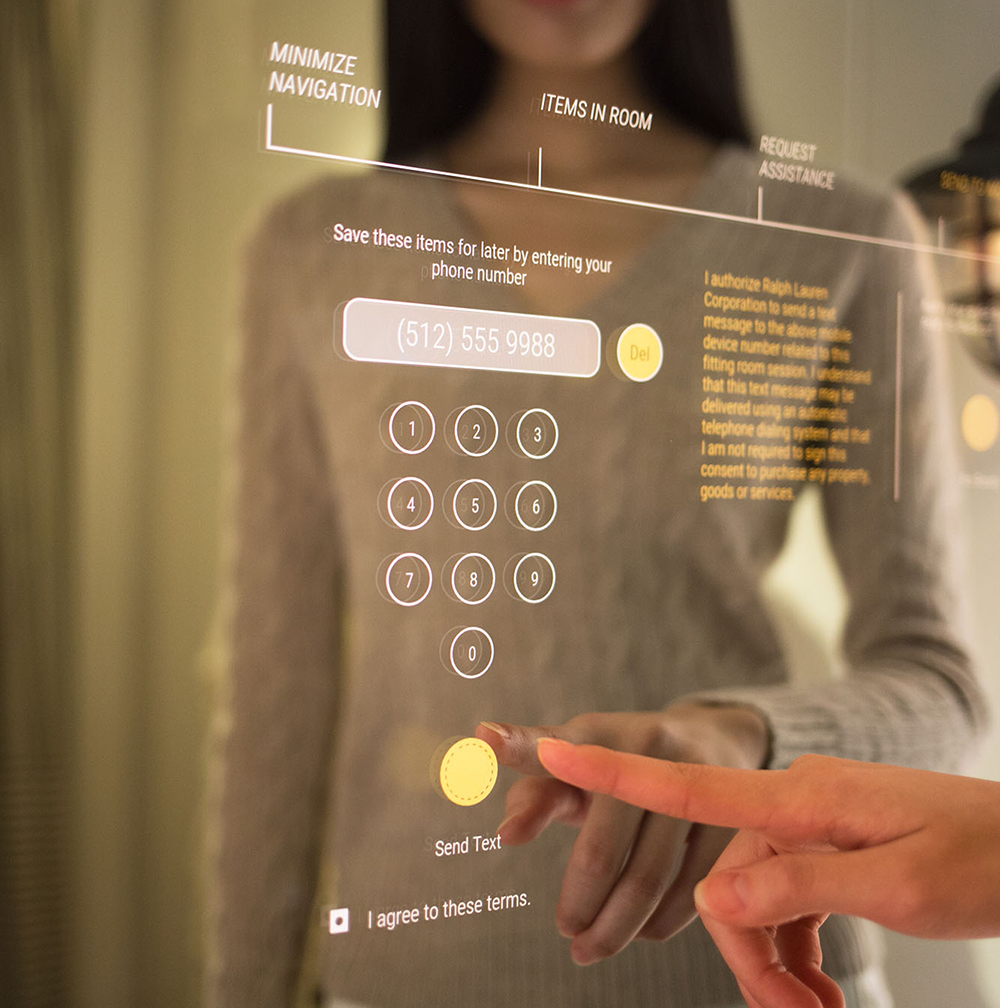 MINIMIZE
NAVIGATION
ITEMS IN ROOM
REQUEST
ASSISTANCE
SEND TO
Save these items for later by entering your
phone number
(512) 555 9988
Del
1 2 3
4 5 6
7 8 9
0
Send Text
I agree to these terms.
I authorize Ralph Lauren
Corporation to send a text
message to the above mobile
device number related to this
fitting room session. I understand
that this text message may be
delivered using an automatic
telephone dialing system and that
I am not required to sign this
consent to purchase any property,
goods or services.